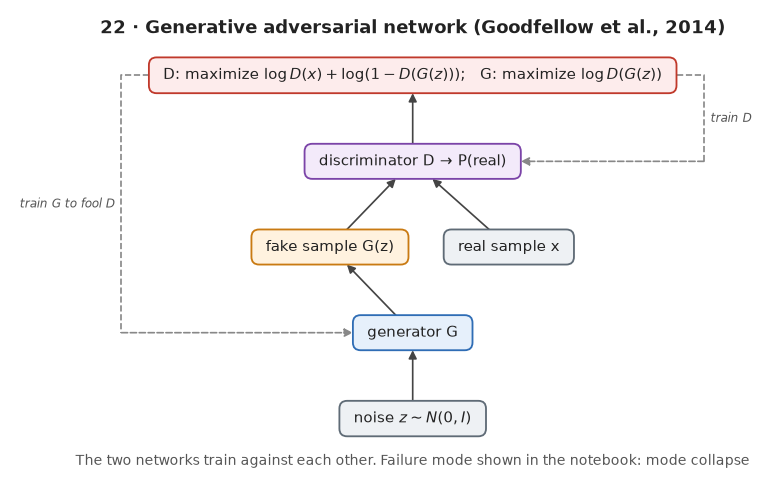 22 · Generative adversarial network (Goodfellow et al., 2014)
D: maximize log D(x) + log(1 − D(G(z)));   G: maximize log D(G(z))
train D
discriminator D → P(real)
train G to fool D
fake sample G(z)
real sample x
generator G
noise z ∼ N(0, I)
The two networks train against each other. Failure mode shown in the notebook: mode collapse